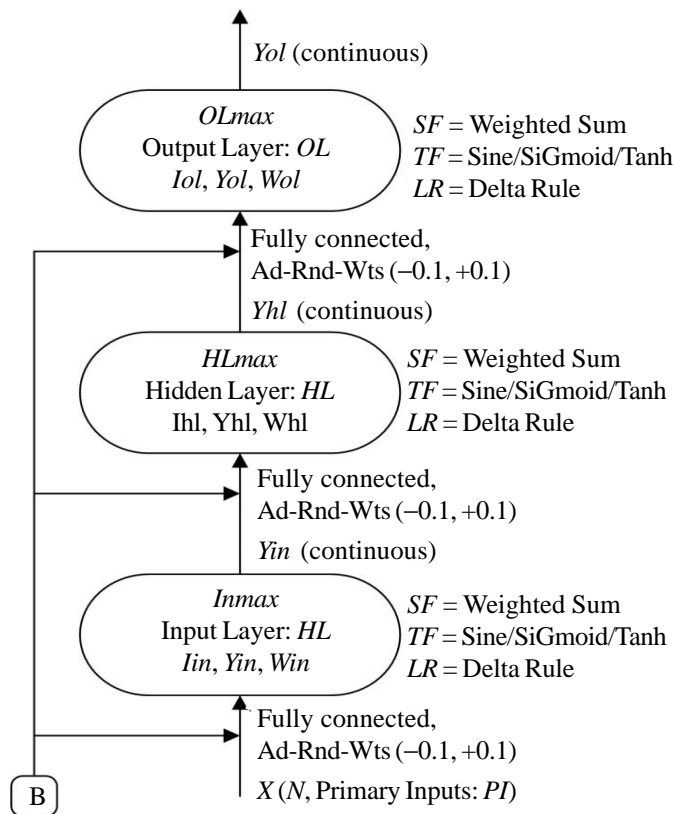 Yol (continuous)
OLmax
Output Layer: OL
Iol, Yol, Wol
SF = Weighted Sum
TF = Sine/SiGmoid/Tanh
LR = Delta Rule
Fully connected,
Ad-Rnd-Wts (−0.1, +0.1)
Yhl (continuous)
HLmax
Hidden Layer: HL
Ihl, Yhl, Whl
SF = Weighted Sum
TF = Sine/SiGmoid/Tanh
LR = Delta Rule
Fully connected,
Ad-Rnd-Wts (−0.1, +0.1)
Yin (continuous)
Inmax
Input Layer: HL
Iin, Yin, Win
SF = Weighted Sum
TF = Sine/SiGmoid/Tanh
LR = Delta Rule
Fully connected,
Ad-Rnd-Wts (−0.1, +0.1)
X (N, Primary Inputs: PI)
B